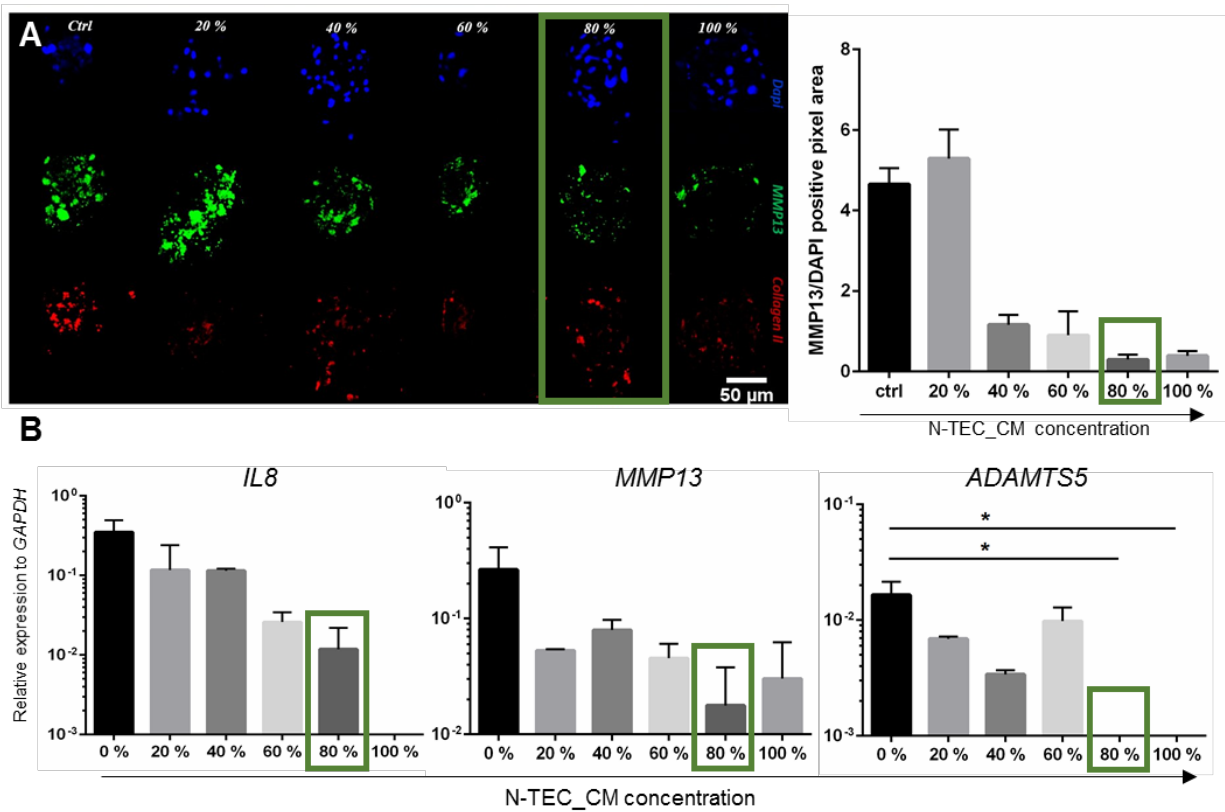 A
Ctrl 20 % 40 % 60 % 80 % 100 %
Dapi
MMP13
Collagen II
50 µm
MMP13/DAPI positive pixel area
8
6
4
2
0
ctrl 20 % 40 % 60 % 80 % 100 %
N-TEC_CM concentration
B
Relative expression to GAPDH
IL8
10⁰
10⁻¹
10⁻²
10⁻³
0 % 20 % 40 % 60 % 80 % 100 %
MMP13
10⁰
10⁻¹
10⁻²
0 % 20 % 40 % 60 % 80 % 100 %
ADAMTS5
10⁻¹
10⁻²
10⁻³
*
*
0 % 20 % 40 % 60 % 80 % 100 %
N-TEC_CM concentration